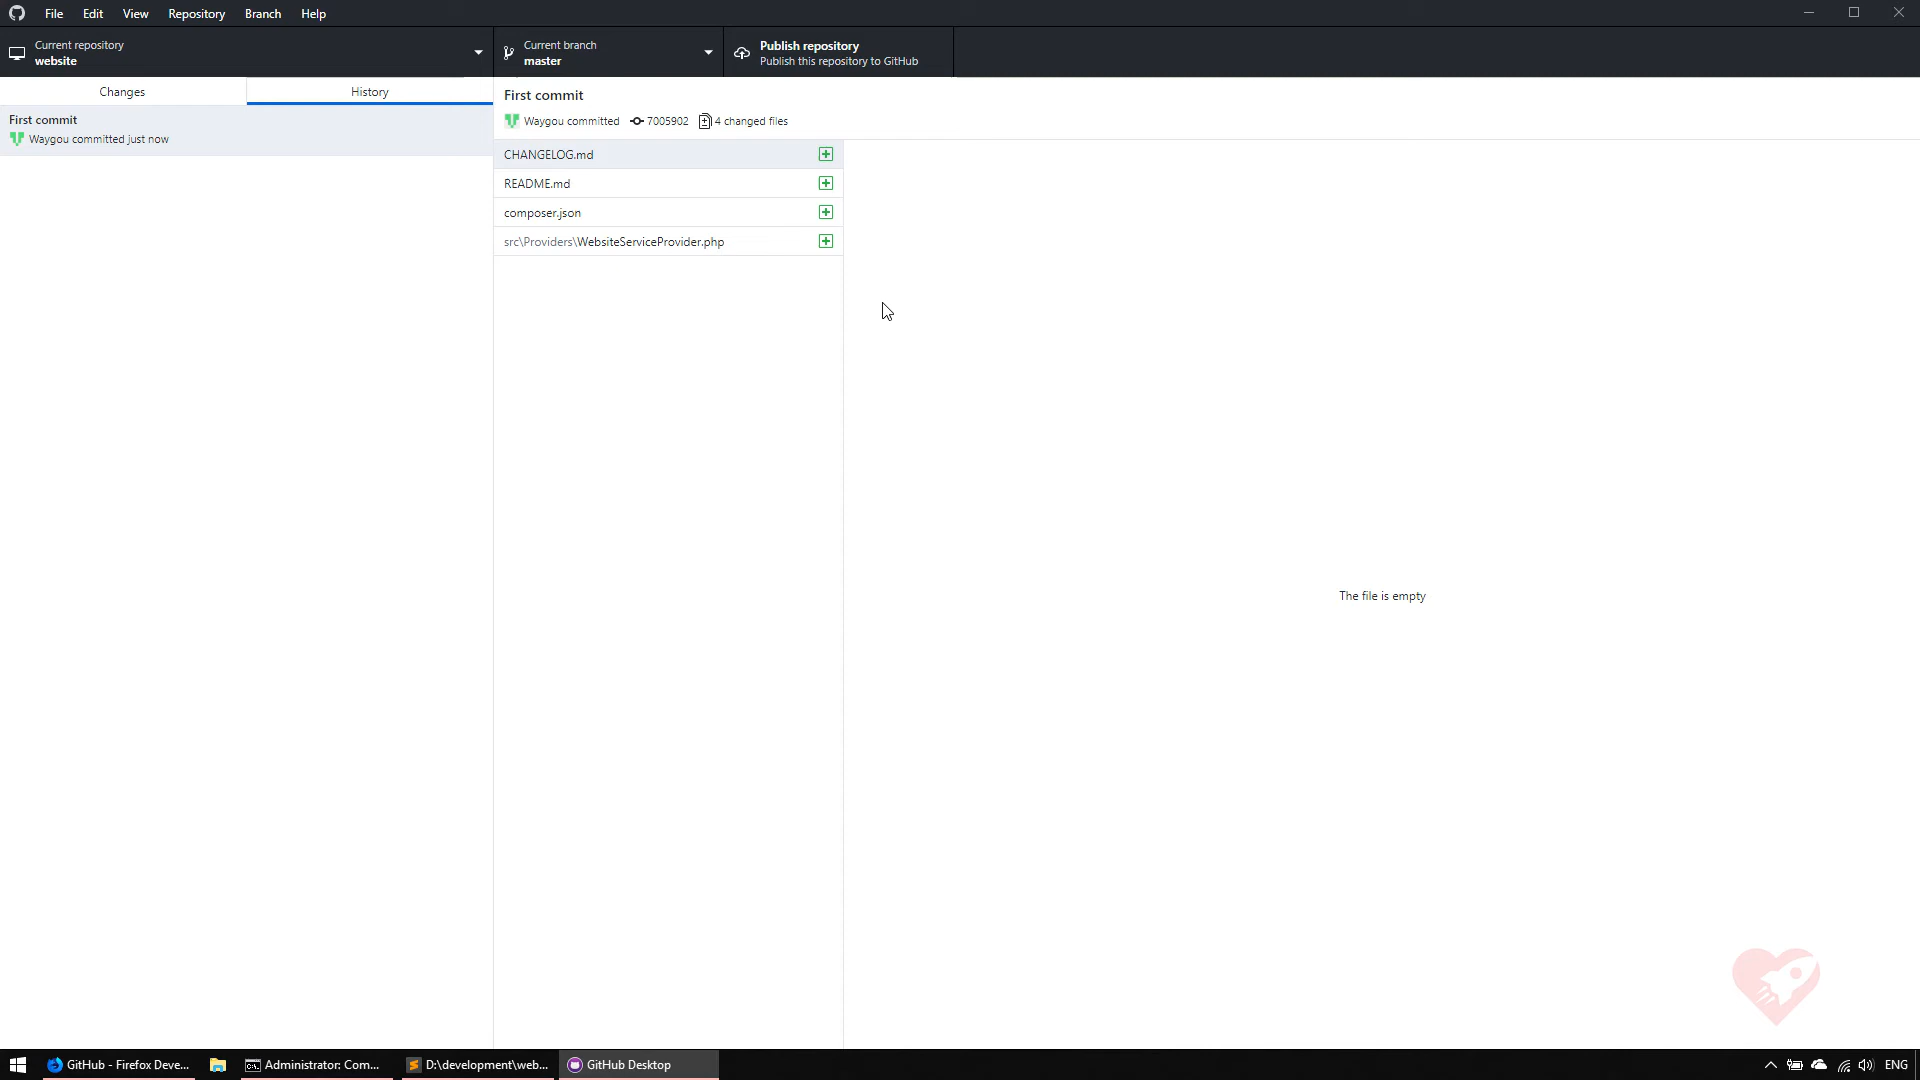 File Edit View Repository Branch Help
Current repository
website
Current branch
master
Publish repository
Publish this repository to GitHub
Changes
History
First commit
Waygou committed just now
First commit
Waygou committed 7005902 4 changed files
CHANGELOG.md
README.md
composer.json
src\Providers\WebsiteServiceProvider.php
The file is empty
GitHub - Firefox Deve...
Administrator: Com...
D:\development\web...
GitHub Desktop
ENG